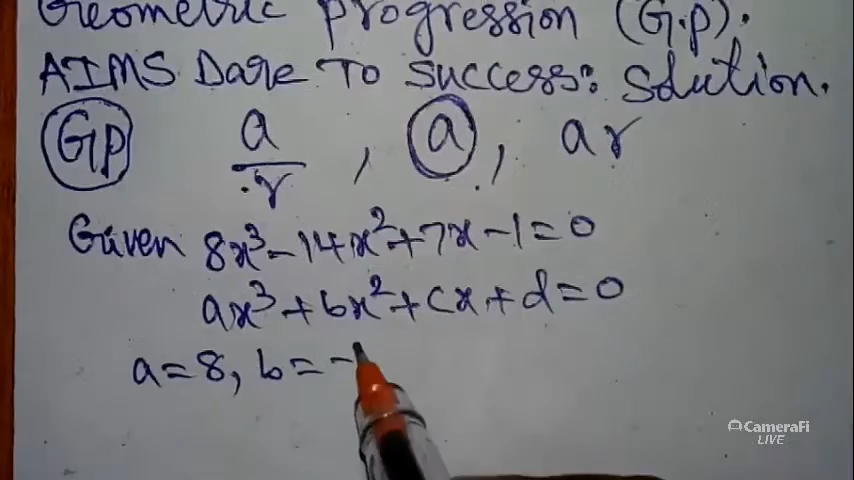 Geometric Progression (G.P).
AIMS Dare To Success: Solution.
GP a/r, a, ar
Given 8x³-14x²+7x-1=0
ax³+bx²+cx+d=0
a=8, b=-
CameraFi
LIVE